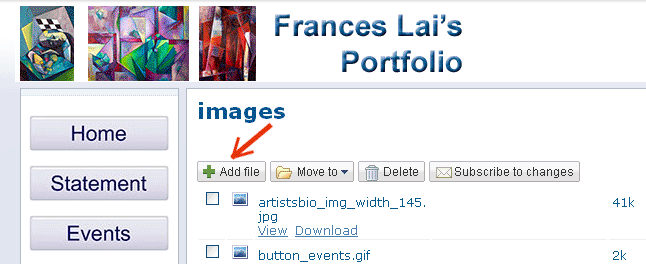 Frances Lai's
Portfolio
Home
Statement
Events
images
Add file Move to Delete Subscribe to changes
artistsbio_img_width_145. 41k
jpg
View Download
button_events.gif 2k